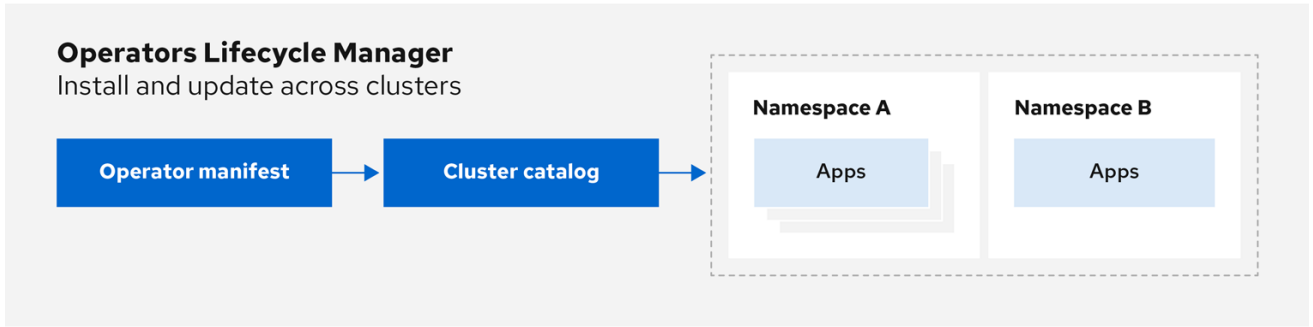 Operators Lifecycle Manager
Install and update across clusters
Operator manifest
Cluster catalog
Namespace A
Apps
Namespace B
Apps